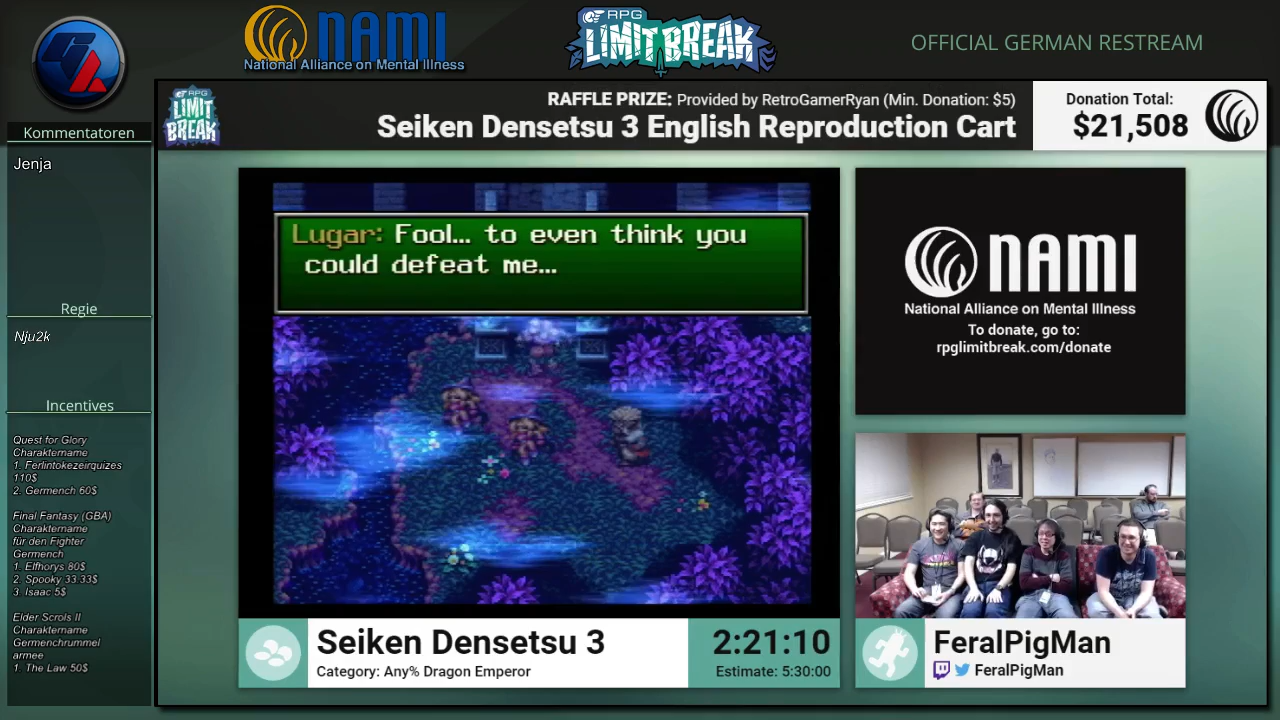 NAMI
National Alliance on Mental Illness
RPG
LIMIT BREAK
OFFICIAL GERMAN RESTREAM
Kommentatoren
Jenja
Regie
Nju2k
Incentives
Quest for Glory
Charaktername
1. Ferlintokezeirquizes
110$
2. Germench 60$
Final Fantasy (GBA)
Charaktername
für den Fighter
Germench
1. Elfhorys 80$
2. Spooky 33.33$
3. Isaac 5$
Elder Scrolls II
Charaktername
Germenchrummel
armee
1. The Law 50$
RPG
LIMIT
BREAK
RAFFLE PRIZE: Provided by RetroGamerRyan (Min. Donation: $5)
Seiken Densetsu 3 English Reproduction Cart
Donation Total:
$21,508
Lugar: Fool... to even think you
could defeat me...
NAMI
National Alliance on Mental Illness
To donate, go to:
rpglimitbreak.com/donate
Seiken Densetsu 3
Category: Any% Dragon Emperor
2:21:10
Estimate: 5:30:00
FeralPigMan
FeralPigMan